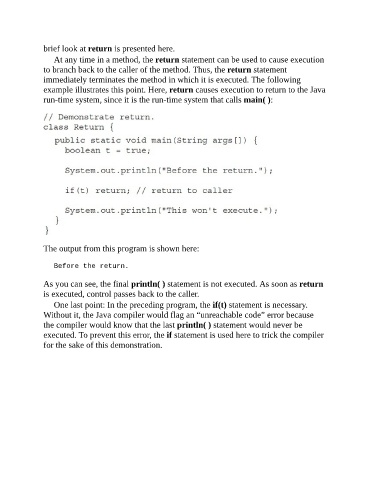 brief look at return is presented here.
At any time in a method, the return statement can be used to cause execution
to branch back to the caller of the method. Thus, the return statement
immediately terminates the method in which it is executed. The following
example illustrates this point. Here, return causes execution to return to the Java
run-time system, since it is the run-time system that calls main( ):
// Demonstrate return.
class Return {
public static void main(String args[]) {
boolean t = true;
System.out.println("Before the return.");
if(t) return; // return to caller
System.out.println("This won't execute.");
}
}
The output from this program is shown here:
Before the return.
As you can see, the final println( ) statement is not executed. As soon as return
is executed, control passes back to the caller.
One last point: In the preceding program, the if(t) statement is necessary.
Without it, the Java compiler would flag an “unreachable code” error because
the compiler would know that the last println( ) statement would never be
executed. To prevent this error, the if statement is used here to trick the compiler
for the sake of this demonstration.